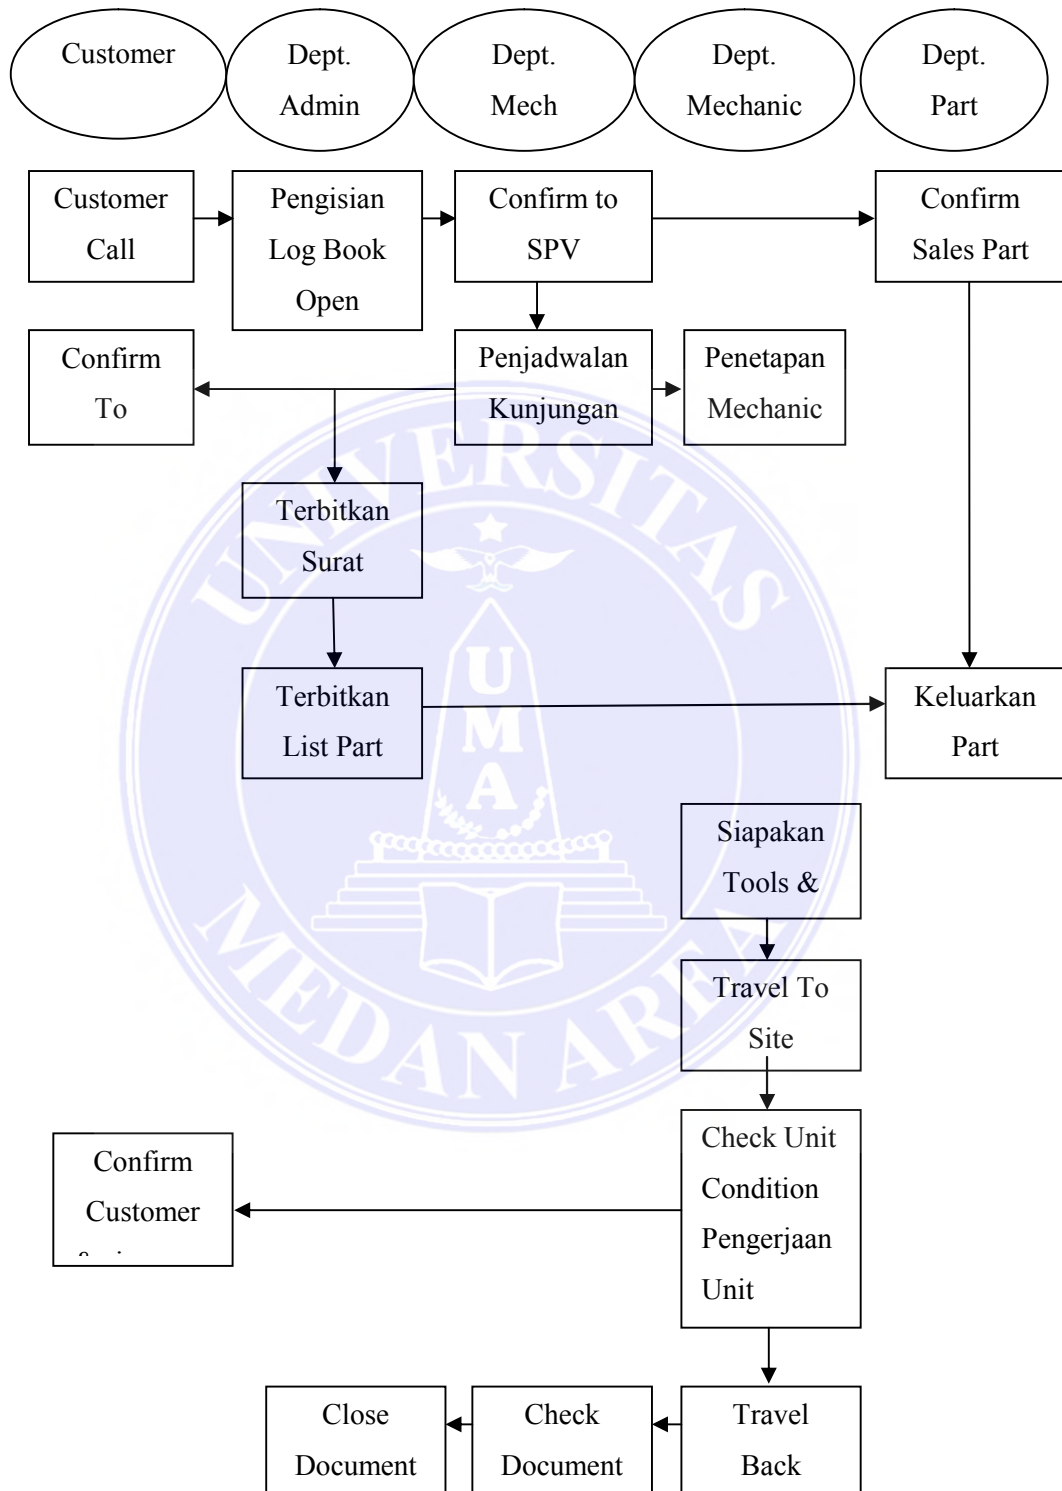 Customer
Dept.
Admin
Dept.
Mech
Dept.
Mechanic
Dept.
Part
Customer
Call
Pengisian
Log Book
Open
Confirm to
SPV
Confirm
Sales Part
Confirm
To
Penjadwalan
Kunjungan
Penetapan
Mechanic
Terbitkan
Surat
Terbitkan
List Part
Keluarkan
Part
Siapakan
Tools &
Travel To
Site
Check Unit
Condition
Pengerjaan
Unit
Confirm
Customer
Close
Document
Check
Document
Travel
Back
UNIVERSITAS
UMA
MEDAN AREA